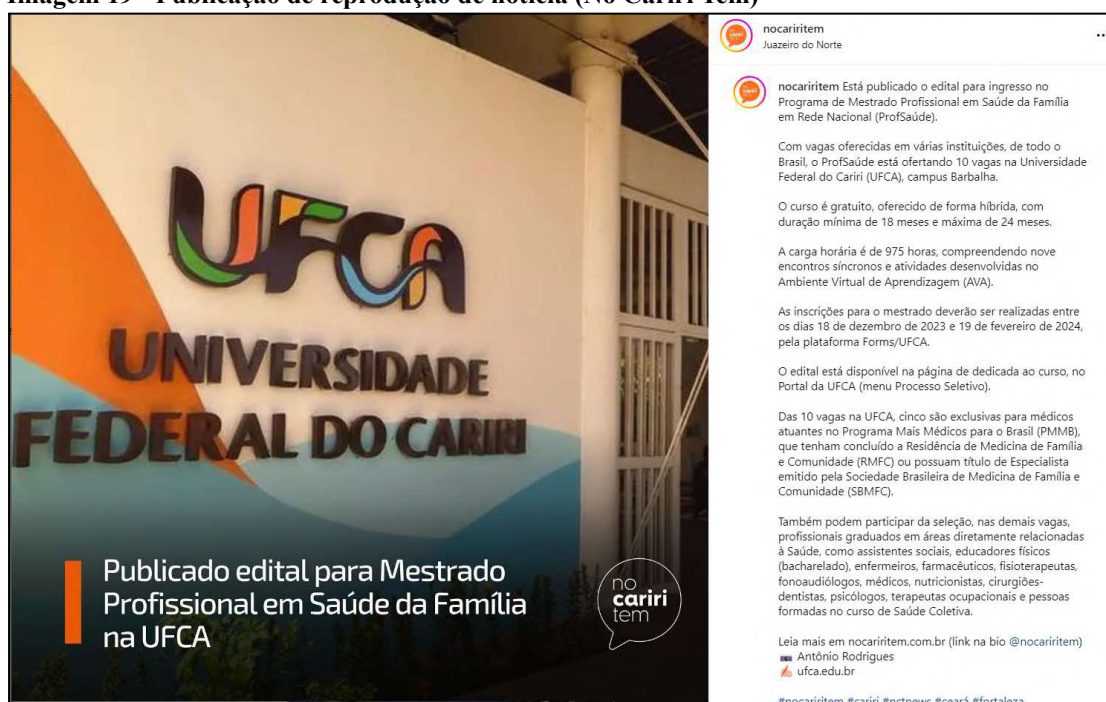 Imagem 19 - Publicação de reprodução de notícia (No Cariri Tem)
UFCA
UNIVERSIDADE
FEDERAL DO CARIRI
Publicado edital para Mestrado
Profissional em Saúde da Família
na UFCA
no
cariri
tem
nocariritem
Juazeiro do Norte
nocariritem Está publicado o edital para ingresso no
Programa de Mestrado Profissional em Saúde da Família
em Rede Nacional (ProfSaúde).
Com vagas oferecidas em várias instituições, de todo o
Brasil, o ProfSaúde está ofertando 10 vagas na Universidade
Federal do Cariri (UFCA), campus Barbalha.
O curso é gratuito, oferecido de forma híbrida, com
duração mínima de 18 meses e máxima de 24 meses.
A carga horária é de 975 horas, compreendendo nove
encontros síncronos e atividades desenvolvidas no
Ambiente Virtual de Aprendizagem (AVA).
As inscrições para o mestrado deverão ser realizadas entre
os dias 18 de dezembro de 2023 e 19 de fevereiro de 2024,
pela plataforma Forms/UFCA.
O edital está disponível na página de dedicada ao curso, no
Portal da UFCA (menu Processo Seletivo).
Das 10 vagas na UFCA, cinco são exclusivas para médicos
atuantes no Programa Mais Médicos para o Brasil (PMMB),
que tenham concluído a Residência de Medicina de Família
e Comunidade (RMFC) ou possuam título de Especialista
emitido pela Sociedade Brasileira de Medicina de Família e
Comunidade (SBMFC).
Também podem participar da seleção, nas demais vagas,
profissionais graduados em áreas diretamente relacionadas
à Saúde, como assistentes sociais, educadores físicos
(bacharelado), enfermeiros, farmacêuticos, fisioterapeutas,
fonoaudiólogos, médicos, nutricionistas, cirurgiões-
dentistas, psicólogos, terapeutas ocupacionais e pessoas
formadas no curso de Saúde Coletiva.
Leia mais em nocariritem.com.br (link na bio @nocariritem)
Antônio Rodrigues
ufca.edu.br
#nocariritem #cariri #nctnews #ceará #fortaleza